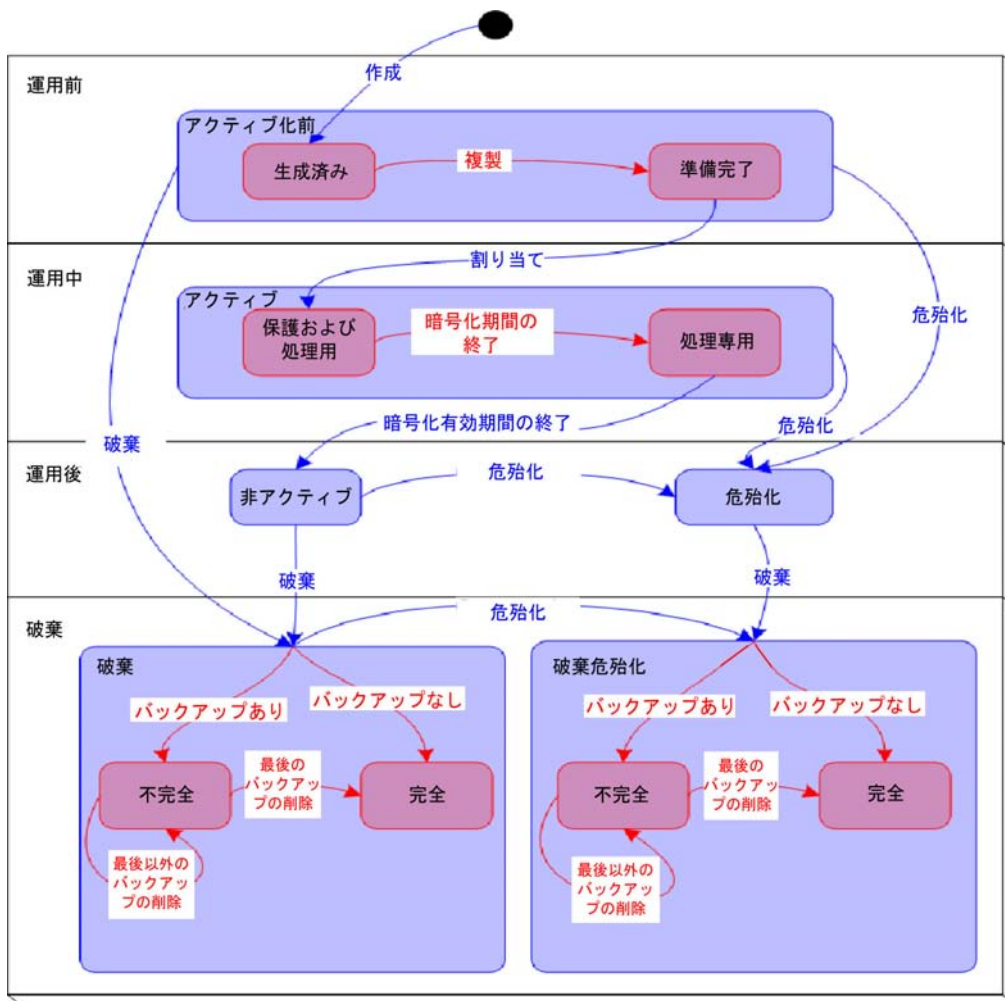 作成
運用前
アクティブ化前
生成済み
複製
準備完了
割り当て
運用中
アクティブ
保護および
処理用
暗号化期間の
終了
処理専用
危殆化
暗号化有効期間の終了
危殆化
破棄
運用後
非アクティブ
危殆化
危殆化
破棄
破棄
破棄
危殆化
破棄
バックアップあり
バックアップなし
不完全
最後の
バックアッ
プの削除
完全
最後以外の
バックアッ
プの削除
破棄危殆化
バックアップあり
バックアップなし
不完全
最後の
バックアッ
プの削除
完全
最後以外の
バックアッ
プの削除